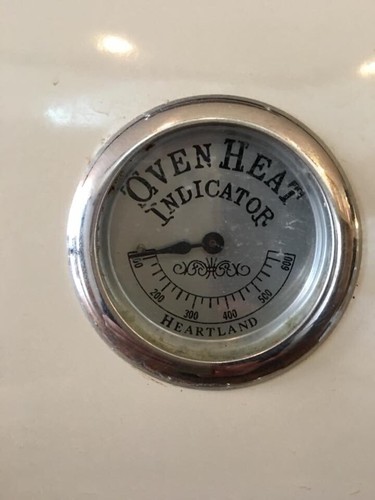 OVEN HEAT
INDICATOR
200
300
400
500
600
HEARTLAND